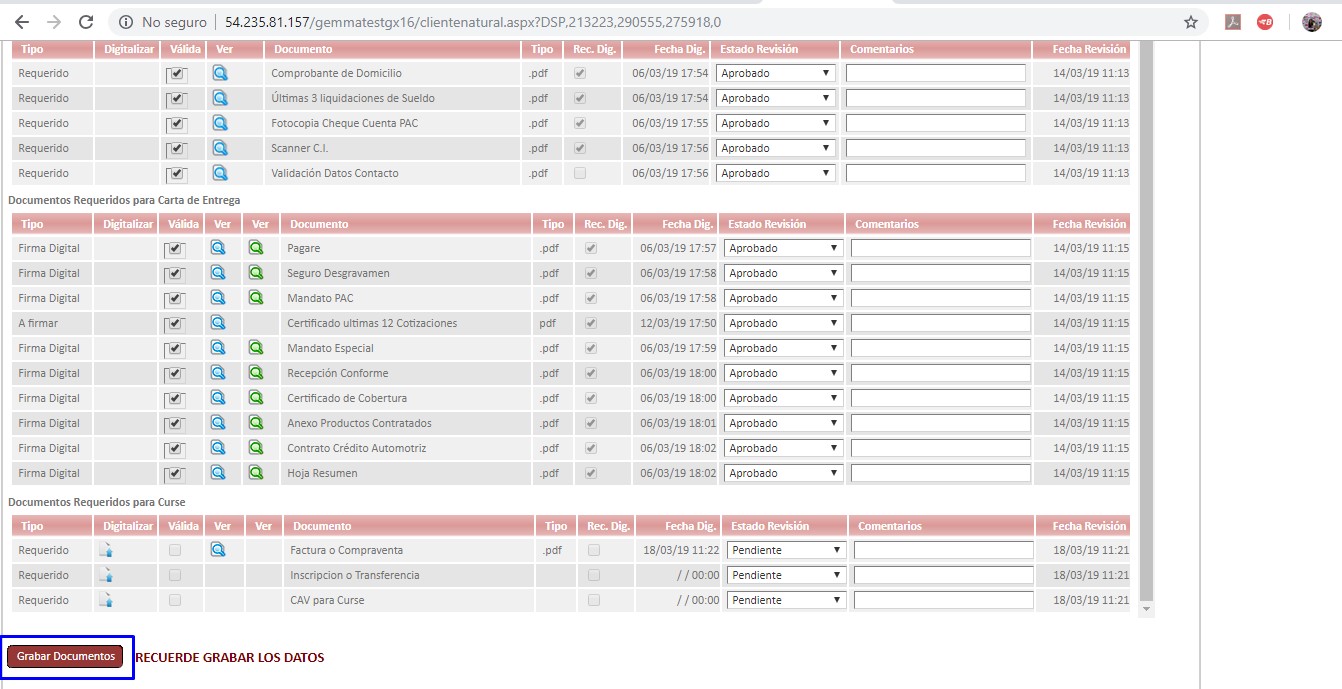 No seguro | 54.235.81.157/gemmatestgx16/clientenatural.aspx?DSP,213223,290555,275918,0
Tipo Digitalizar Válida Ver Documento Tipo Rec. Dig. Fecha Dig. Estado Revisión Comentarios Fecha Revisión
Requerido Comprobante de Domicilio .pdf 06/03/19 17:54 Aprobado 14/03/19 11:13
Requerido Últimas 3 liquidaciones de Sueldo .pdf 06/03/19 17:54 Aprobado 14/03/19 11:13
Requerido Fotocopia Cheque Cuenta PAC .pdf 06/03/19 17:55 Aprobado 14/03/19 11:13
Requerido Scanner C.I. .pdf 06/03/19 17:56 Aprobado 14/03/19 11:13
Requerido Validación Datos Contacto .pdf 06/03/19 17:56 Aprobado 14/03/19 11:13
Documentos Requeridos para Carta de Entrega
Tipo Digitalizar Válida Ver Ver Documento Tipo Rec. Dig. Fecha Dig. Estado Revisión Comentarios Fecha Revisión
Firma Digital Pagare .pdf 06/03/19 17:57 Aprobado 14/03/19 11:15
Firma Digital Seguro Desgravamen .pdf 06/03/19 17:58 Aprobado 14/03/19 11:15
Firma Digital Mandato PAC .pdf 06/03/19 17:58 Aprobado 14/03/19 11:15
A firmar Certificado ultimas 12 Cotizaciones pdf 12/03/19 17:50 Aprobado 14/03/19 11:15
Firma Digital Mandato Especial .pdf 06/03/19 17:59 Aprobado 14/03/19 11:15
Firma Digital Recepción Conforme .pdf 06/03/19 18:00 Aprobado 14/03/19 11:15
Firma Digital Certificado de Cobertura .pdf 06/03/19 18:00 Aprobado 14/03/19 11:15
Firma Digital Anexo Productos Contratados .pdf 06/03/19 18:01 Aprobado 14/03/19 11:15
Firma Digital Contrato Crédito Automotriz .pdf 06/03/19 18:02 Aprobado 14/03/19 11:15
Firma Digital Hoja Resumen .pdf 06/03/19 18:02 Aprobado 14/03/19 11:15
Documentos Requeridos para Curse
Tipo Digitalizar Válida Ver Ver Documento Tipo Rec. Dig. Fecha Dig. Estado Revisión Comentarios Fecha Revisión
Requerido Factura o Compraventa .pdf 18/03/19 11:22 Pendiente 18/03/19 11:21
Requerido Inscripcion o Transferencia / / 00:00 Pendiente 18/03/19 11:21
Requerido CAV para Curse / / 00:00 Pendiente 18/03/19 11:21
Grabar Documentos RECUERDE GRABAR LOS DATOS